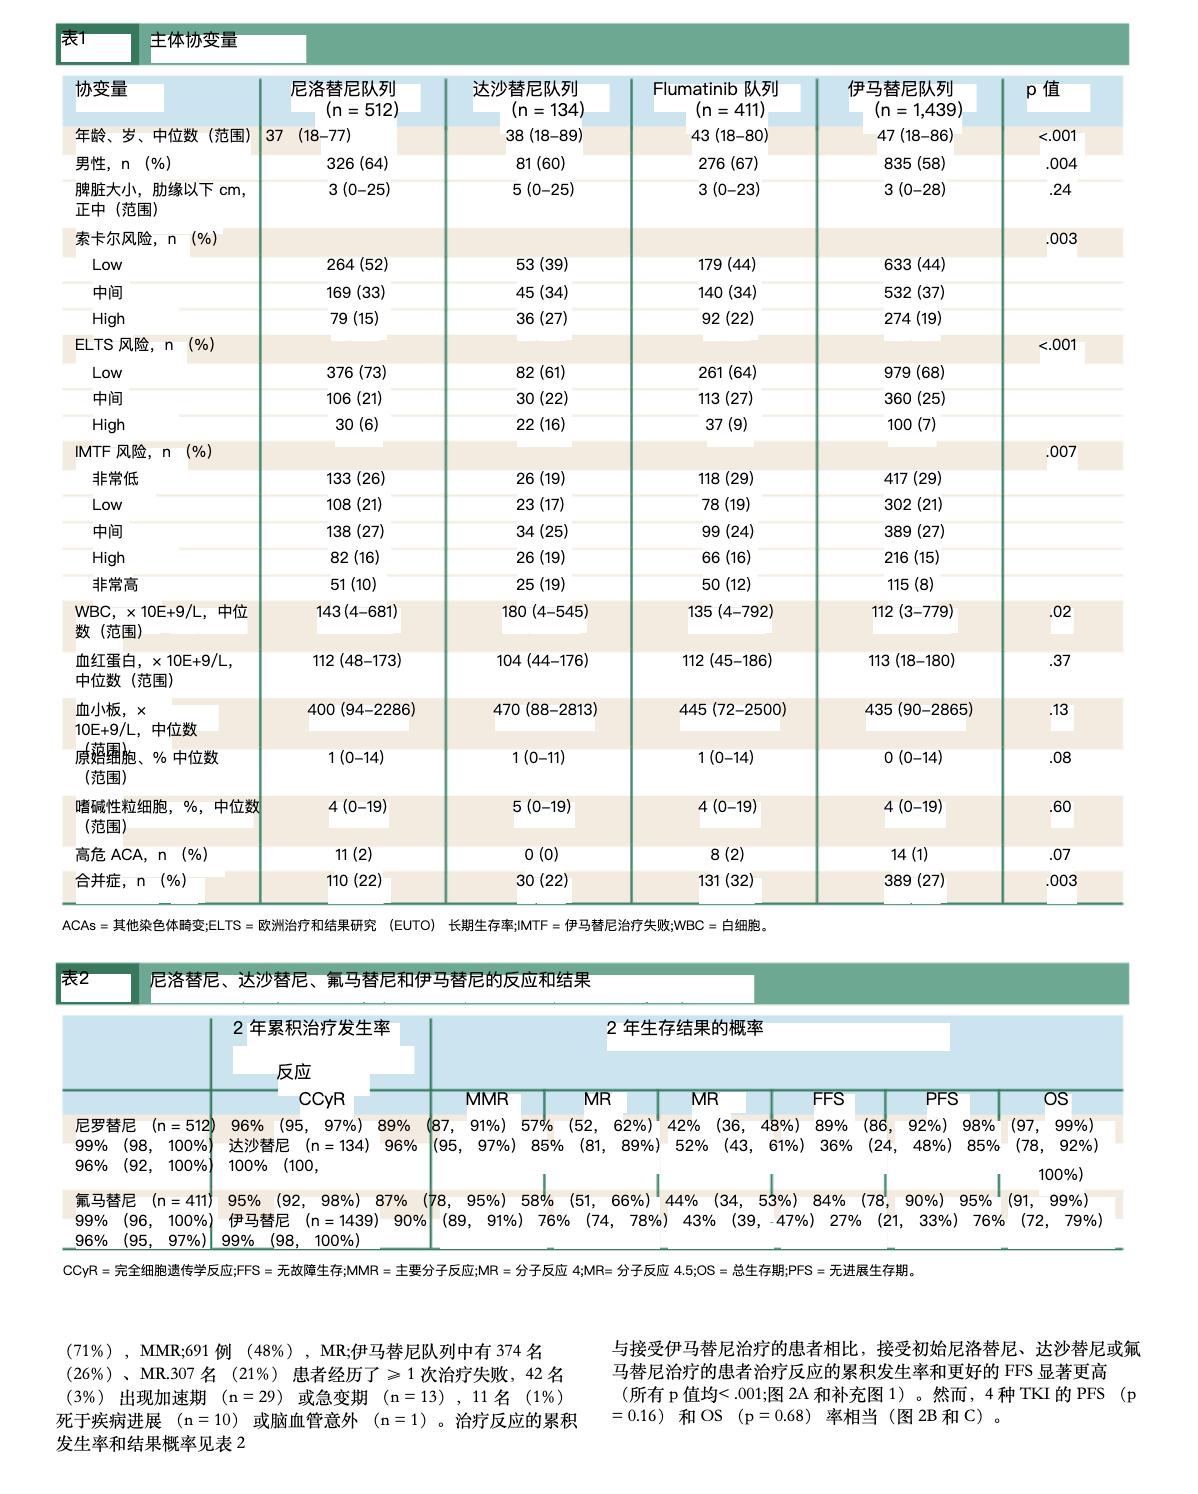 表1 主体协变量
协变量 尼洛替尼队列 达沙替尼队列 Flumatinib 队列 伊马替尼队列 p 值
(n = 512) (n = 134) (n = 411) (n = 1,439)
年龄、岁、中位数（范围） 37 (18–77) 38 (18–89) 43 (18–80) 47 (18–86) <.001
男性，n （%） 326 (64) 81 (60) 276 (67) 835 (58) .004
脾脏大小，肋缘以下 cm， 3 (0–25) 5 (0–25) 3 (0–23) 3 (0–28) .24
正中（范围）
索卡尔风险，n （%） .003
Low 264 (52) 53 (39) 179 (44) 633 (44)
中间 169 (33) 45 (34) 140 (34) 532 (37)
High 79 (15) 36 (27) 92 (22) 274 (19)
ELTS 风险，n （%） <.001
Low 376 (73) 82 (61) 261 (64) 979 (68)
中间 106 (21) 30 (22) 113 (27) 360 (25)
High 30 (6) 22 (16) 37 (9) 100 (7)
IMTF 风险，n （%） .007
非常低 133 (26) 26 (19) 118 (29) 417 (29)
Low 108 (21) 23 (17) 78 (19) 302 (21)
中间 138 (27) 34 (25) 99 (24) 389 (27)
High 82 (16) 26 (19) 66 (16) 216 (15)
非常高 51 (10) 25 (19) 50 (12) 115 (8)
WBC，× 10E+9/L，中位 143 (4–681) 180 (4–545) 135 (4–792) 112 (3–779) .02
数（范围）
血红蛋白，× 10E+9/L， 112 (48–173) 104 (44–176) 112 (45–186) 113 (18–180) .37
中位数（范围）
血小板，× 400 (94–2286) 470 (88–2813) 445 (72–2500) 435 (90–2865) .13
10E+9/L，中位数
（范围）
原始细胞、% 中位数 1 (0–14) 1 (0–11) 1 (0–14) 0 (0–14) .08
（范围）
嗜碱性粒细胞，%，中位数 4 (0–19) 5 (0–19) 4 (0–19) 4 (0–19) .60
（范围）
高危 ACA，n （%） 11 (2) 0 (0) 8 (2) 14 (1) .07
合并症，n （%） 110 (22) 30 (22) 131 (32) 389 (27) .003
ACAs = 其他染色体畸变;ELTS = 欧洲治疗和结果研究 （EUTO） 长期生存率;IMTF = 伊马替尼治疗失败;WBC = 白细胞。
表2 尼洛替尼、达沙替尼、氟马替尼和伊马替尼的反应和结果
2 年累积治疗发生率 2 年生存结果的概率
反应
CCyR MMR MR MR FFS PFS OS
尼罗替尼 （n = 512） 96% （95， 97%） 89% （87， 91%） 57% （52， 62%） 42% （36， 48%） 89% （86， 92%） 98% （97， 99%）
99% （98， 100%） 达沙替尼 （n = 134） 96% （95， 97%） 85% （81， 89%） 52% （43， 61%） 36% （24， 48%） 85% （78， 92%）
96% （92， 100%） 100% （100，
100%）
氟马替尼 （n = 411） 95% （92， 98%） 87% （78， 95%） 58% （51， 66%） 44% （34， 53%） 84% （78， 90%） 95% （91， 99%）
99% （96， 100%） 伊马替尼 （n = 1439） 90% （89， 91%） 76% （74， 78%） 43% （39， 47%） 27% （21， 33%） 76% （72， 79%）
96% （95， 97%） 99% （98， 100%）
CCyR = 完全细胞遗传学反应;FFS = 无故障生存;MMR = 主要分子反应;MR = 分子反应 4;MR= 分子反应 4.5;OS = 总生存期;PFS = 无进展生存期。
（71%），MMR;691 例 （48%），MR;伊马替尼队列中有 374 名
（26%）、MR.307 名 （21%） 患者经历了 ⩾ 1 次治疗失败，42 名
（3%） 出现加速期 （n = 29） 或急变期 （n = 13），11 名 （1%）
死于疾病进展 （n = 10） 或脑血管意外 （n = 1）。治疗反应的累积
发生率和结果概率见表 2
与接受伊马替尼治疗的患者相比，接受初始尼洛替尼、达沙替尼或氟
马替尼治疗的患者治疗反应的累积发生率和更好的 FFS 显著更高
（所有 p 值均< .001;图 2A 和补充图 1）。然而，4 种 TKI 的 PFS （p
= 0.16） 和 OS （p = 0.68） 率相当（图 2B 和 C）。